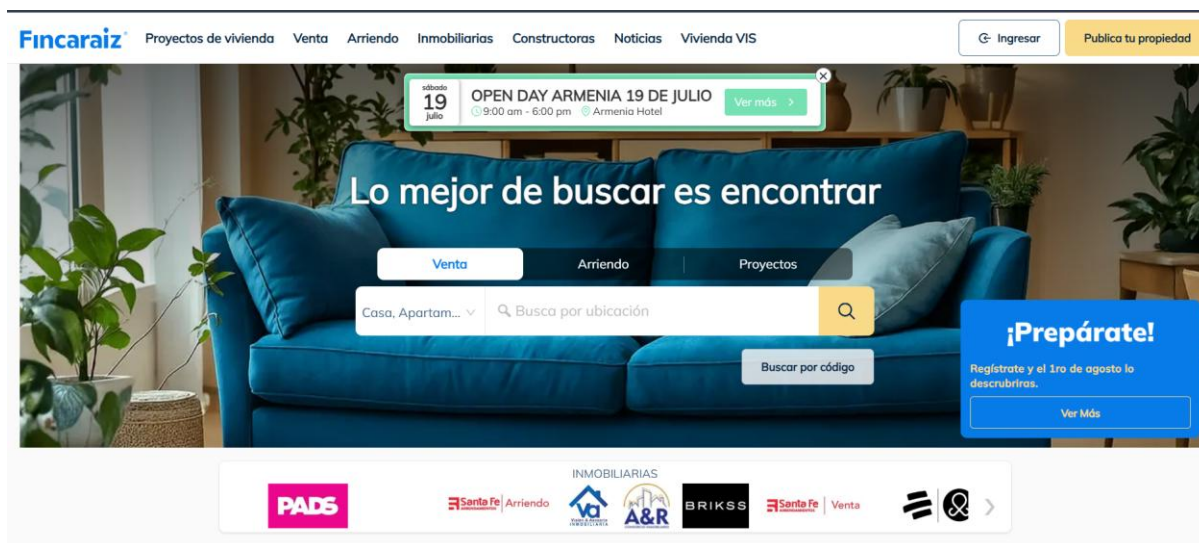 Fincaraiz
Proyectos de vivienda Venta Arriendo Inmobiliarias Constructoras Noticias Vivienda VIS
Ingresar
Publica tu propiedad
sábado
19
julio
OPEN DAY ARMENIA 19 DE JULIO
9:00 am - 6:00 pm Armenia Hotel
Ver más >
Lo mejor de buscar es encontrar
Venta Arriendo Proyectos
Casa, Apartam... Busca por ubicación
Buscar por código
¡Prepárate!
Regístrate y el 1ro de agosto lo
descrubriras.
Ver Más
INMOBILIARIAS
PADS
Santa Fe Arriendo
Va
A&R
BRIKSS
Santa Fe Venta